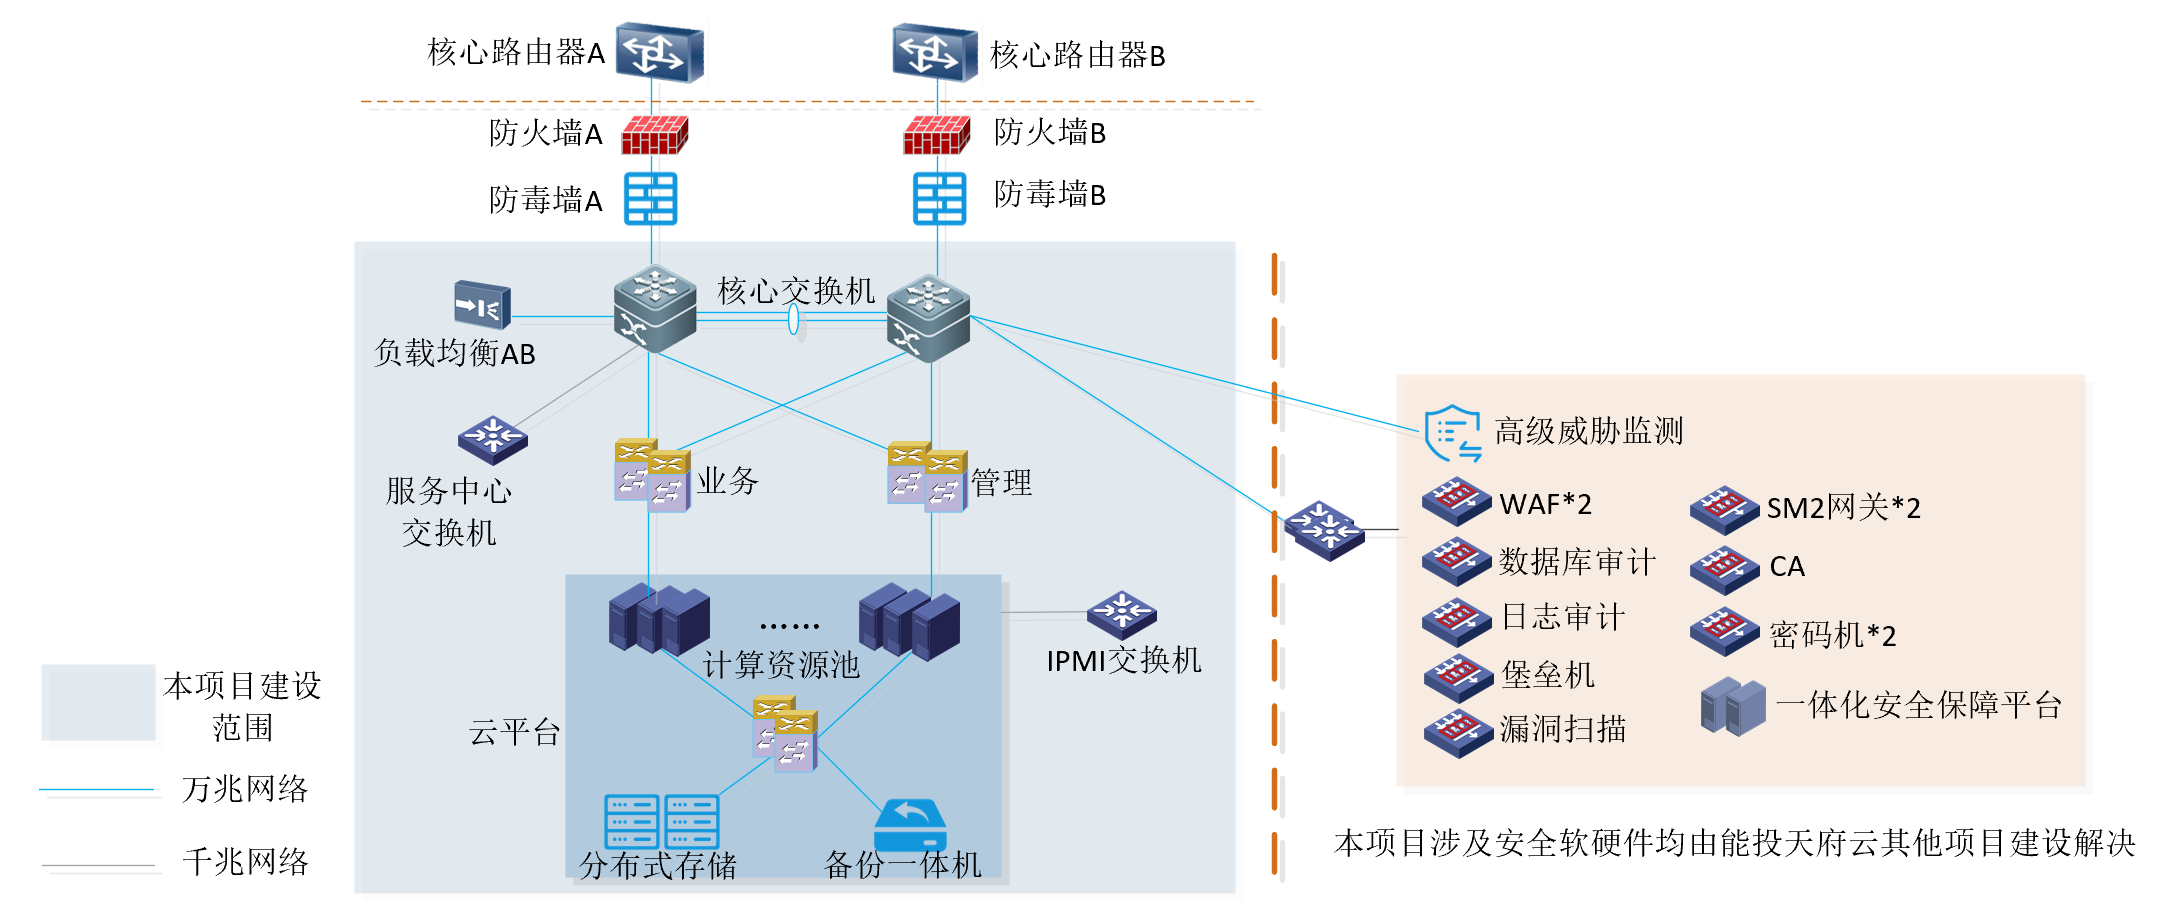 核心路由器A
核心路由器B
防火墙A
防火墙B
防毒墙A
防毒墙B
核心交换机
负载均衡AB
服务中心
交换机
业务
管理
……
计算资源池
云平台
IPMI交换机
分布式存储
备份一体机
本项目建设
范围
万兆网络
千兆网络
高级威胁监测
WAF*2
SM2网关*2
数据库审计
CA
日志审计
密码机*2
堡垒机
一体化安全保障平台
漏洞扫描
本项目涉及安全软硬件均由能投天府云其他项目建设解决